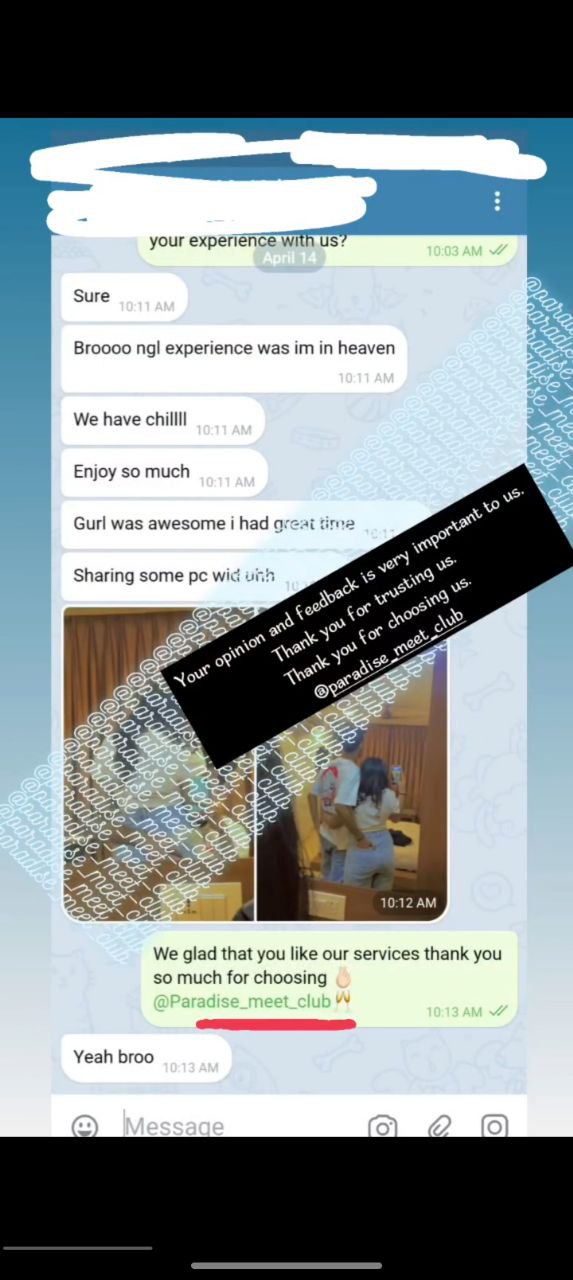 your experience with us?
10:03 AM
April 14
Sure
10:11 AM
Broooo ngl experience was im in heaven
10:11 AM
We have chillll
10:11 AM
Enjoy so much
10:11 AM
Gurl was awesome i had great time
Sharing some pc wid uhh
Your opinion and feedback is very important to us.
Thank you for trusting us.
Thank you for choosing us.
@paradise_meet_club
10:12 AM
We glad that you like our services thank you
so much for choosing
@Paradise_meet_club
10:13 AM
Yeah broo
10:13 AM
Message